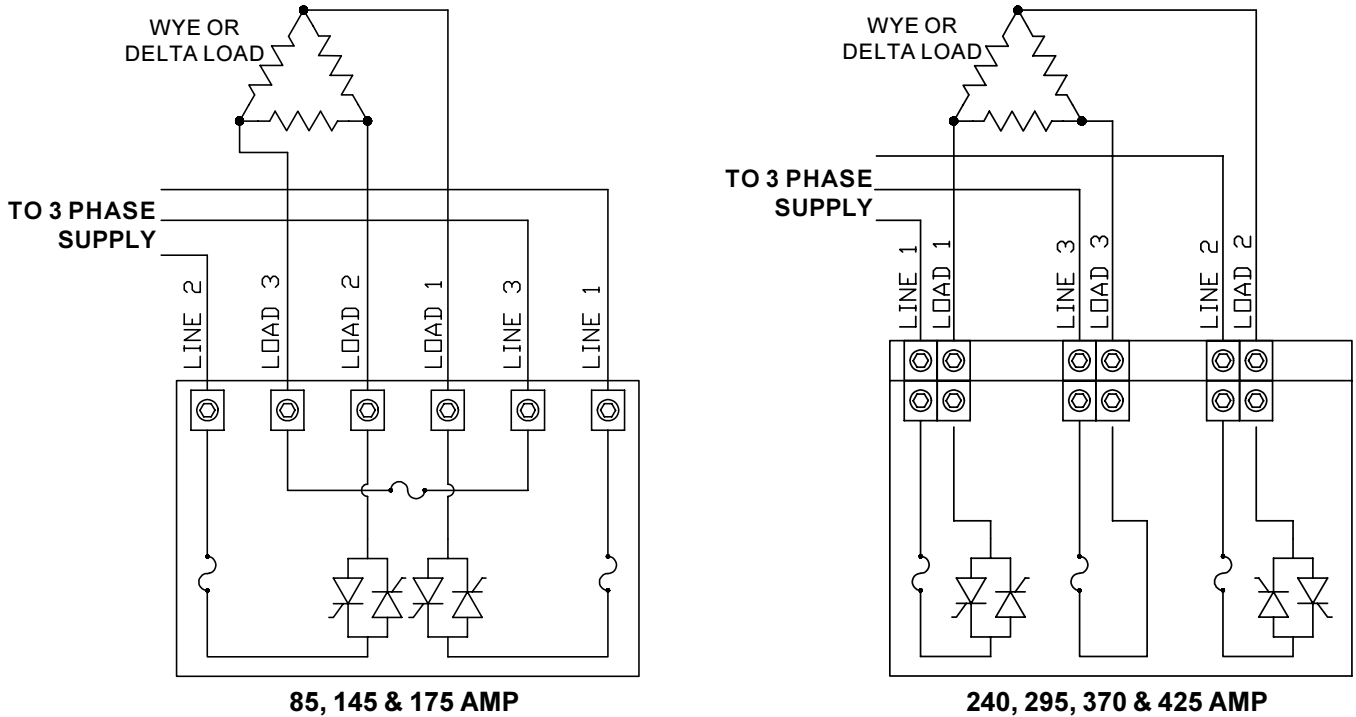 WYE OR
DELTA LOAD
TO 3 PHASE
SUPPLY
LINE 2
LOAD 3
LOAD 2
LOAD 1
LINE 3
LINE 1
85, 145 & 175 AMP
WYE OR
DELTA LOAD
TO 3 PHASE
SUPPLY
LINE 1
LOAD 1
LINE 3
LOAD 3
LINE 2
LOAD 2
240, 295, 370 & 425 AMP